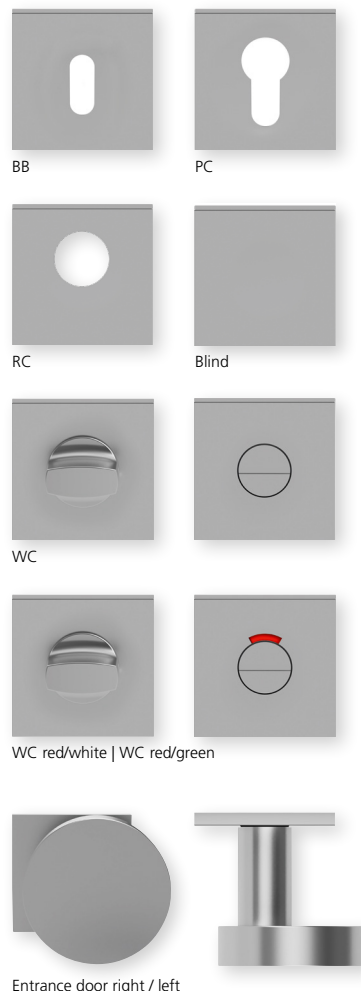 BB
PC
RC
Blind
WC
WC red/white | WC red/green
Entrance door right / left